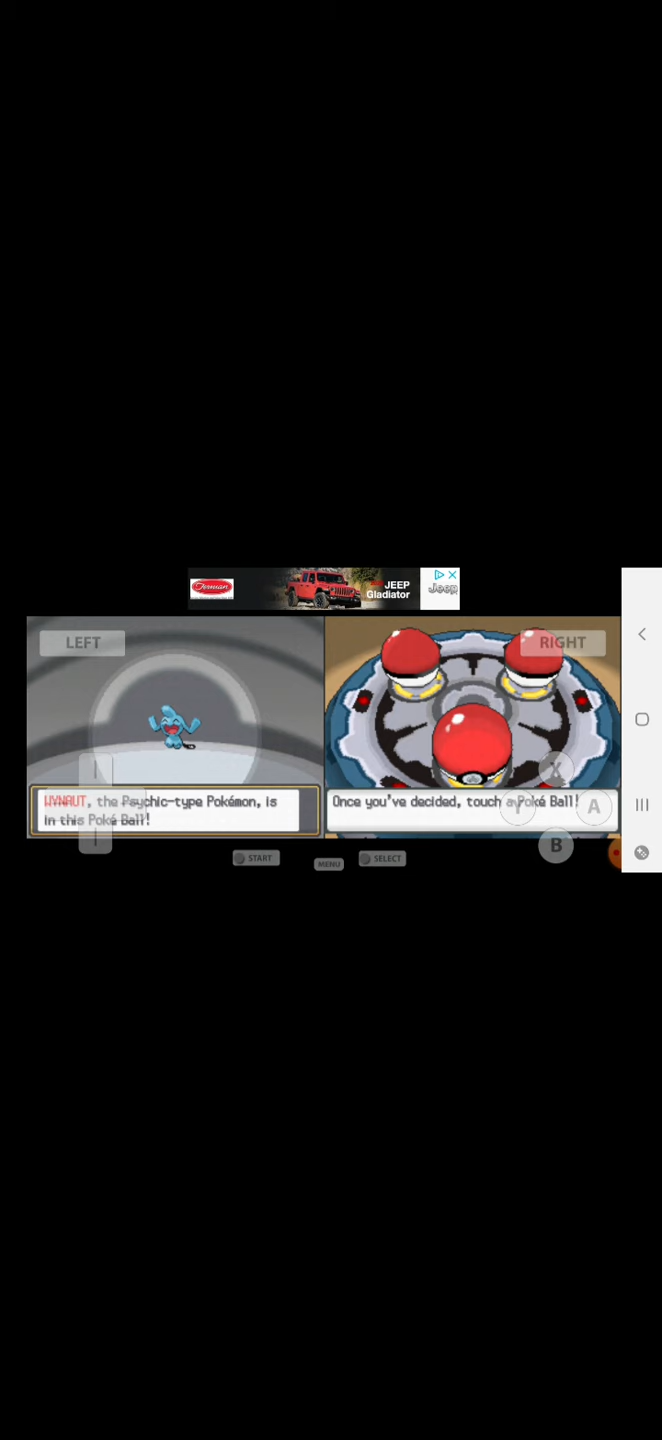 Ferman
JEEP
Gladiator
Jeep
LEFT
RIGHT
WYNAUT, the Psychic-type Pokémon, is
in this Poké Ball!
Once you've decided, touch a Poké Ball!
X
Y
A
B
START
MENU
SELECT